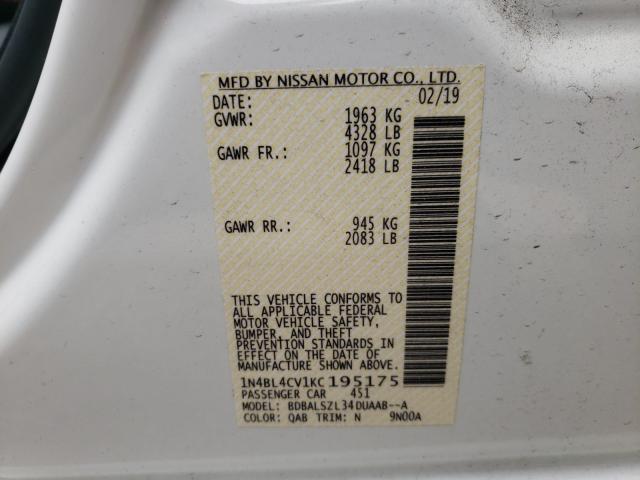 MFD BY NISSAN MOTOR CO., LTD.
DATE: 02/19
GVWR: 1963 KG
4328 LB
GAWR FR.: 1097 KG
2418 LB
GAWR RR.: 945 KG
2083 LB
THIS VEHICLE CONFORMS TO
ALL APPLICABLE FEDERAL
MOTOR VEHICLE SAFETY,
BUMPER, AND THEFT
PREVENTION STANDARDS IN
EFFECT ON THE DATE OF
MANUFACTURE SHOWN ABOVE.
1N4BL4CV1KC195175
PASSENGER CAR 451
MODEL: BDBALSZL34DUAAB--A
COLOR: QAB TRIM: N 9N00A